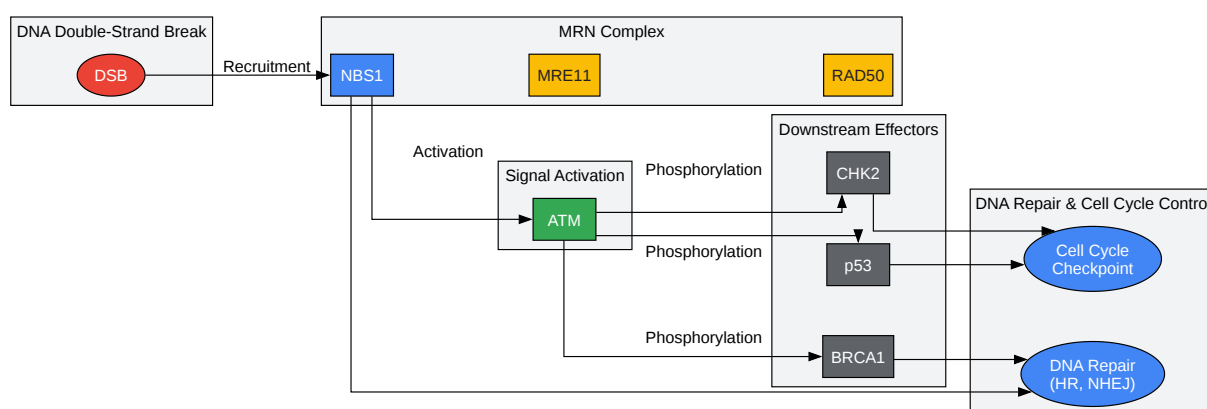 DNA Double-Strand Break
MRN Complex
DSB
Recruitment
NBS1
MRE11
RAD50
Downstream Effectors
Activation
Signal Activation
Phosphorylation
CHK2
DNA Repair & Cell Cycle Contro
ATM
Phosphorylation
p53
Cell Cycle
Checkpoint
Phosphorylation
BRCA1
DNA Repair
(HR, NHEJ)